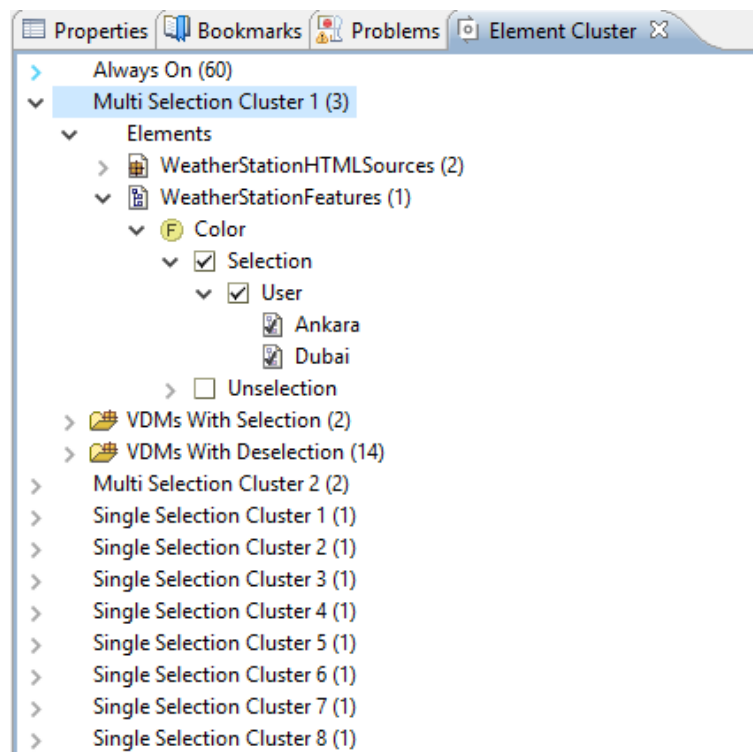 Properties Bookmarks Problems Element Cluster
Always On (60)
Multi Selection Cluster 1 (3)
Elements
WeatherStationHTMLSources (2)
WeatherStationFeatures (1)
F Color
Selection
User
Ankara
Dubai
Unselection
VDMs With Selection (2)
VDMs With Deselection (14)
Multi Selection Cluster 2 (2)
Single Selection Cluster 1 (1)
Single Selection Cluster 2 (1)
Single Selection Cluster 3 (1)
Single Selection Cluster 4 (1)
Single Selection Cluster 5 (1)
Single Selection Cluster 6 (1)
Single Selection Cluster 7 (1)
Single Selection Cluster 8 (1)